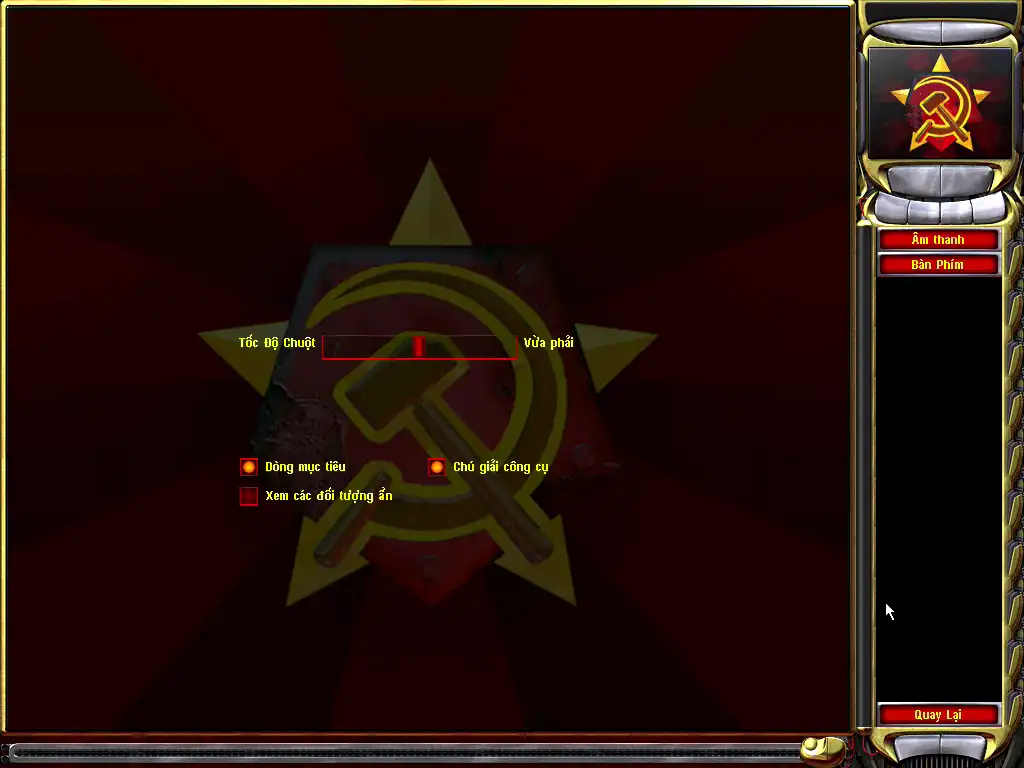 Âm thanh
Bàn Phím
Tốc Độ Chuột
Vừa phải
Dòng mục tiêu
Chú giải công cụ
Xem các đối tượng ẩn
Quay Lại